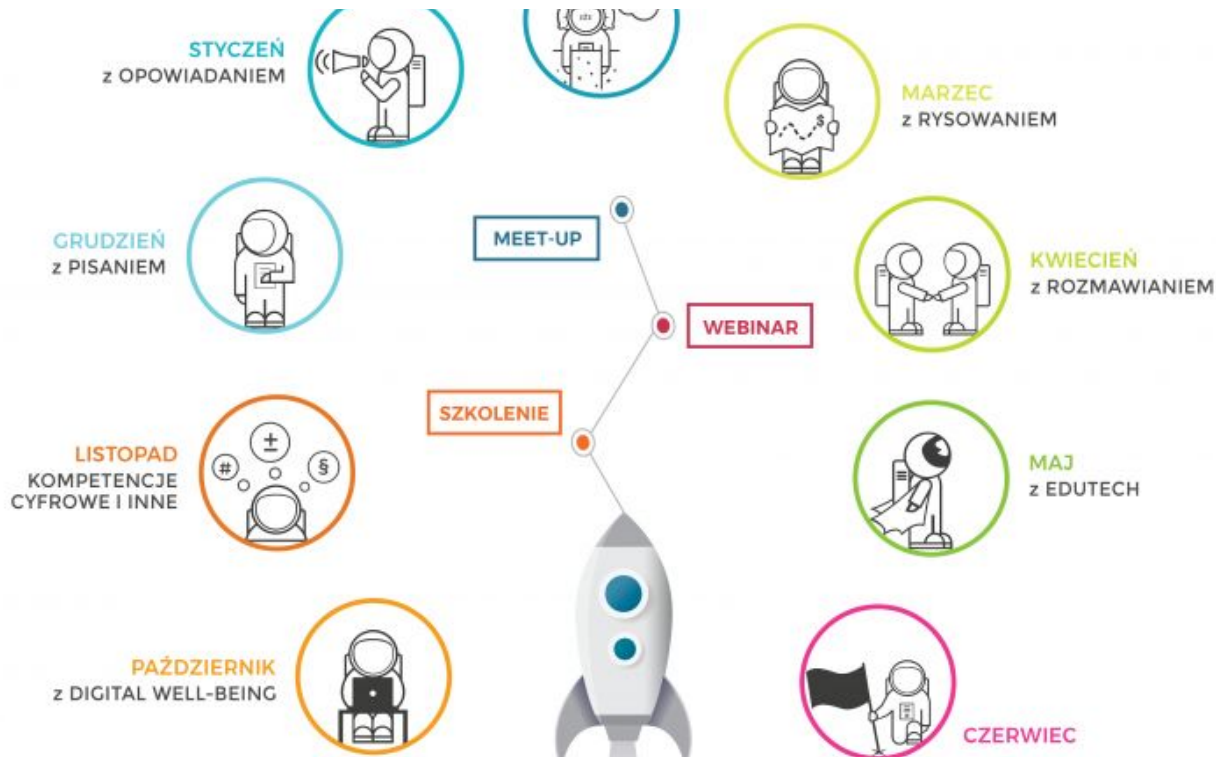 STYCZEŃ
z OPOWIADANIEM
zŁz
MARZEC
z RYSOWANIEM
$
GRUDZIEŃ
z PISANIEM
MEET-UP
KWIECIEŃ
z ROZMAWIANIEM
WEBINAR
SZKOLENIE
LISTOPAD
KOMPETENCJE
CYFROWE I INNE
# ± §
MAJ
z EDUTECH
PAŹDZIERNIK
z DIGITAL WELL-BEING
CZERWIEC